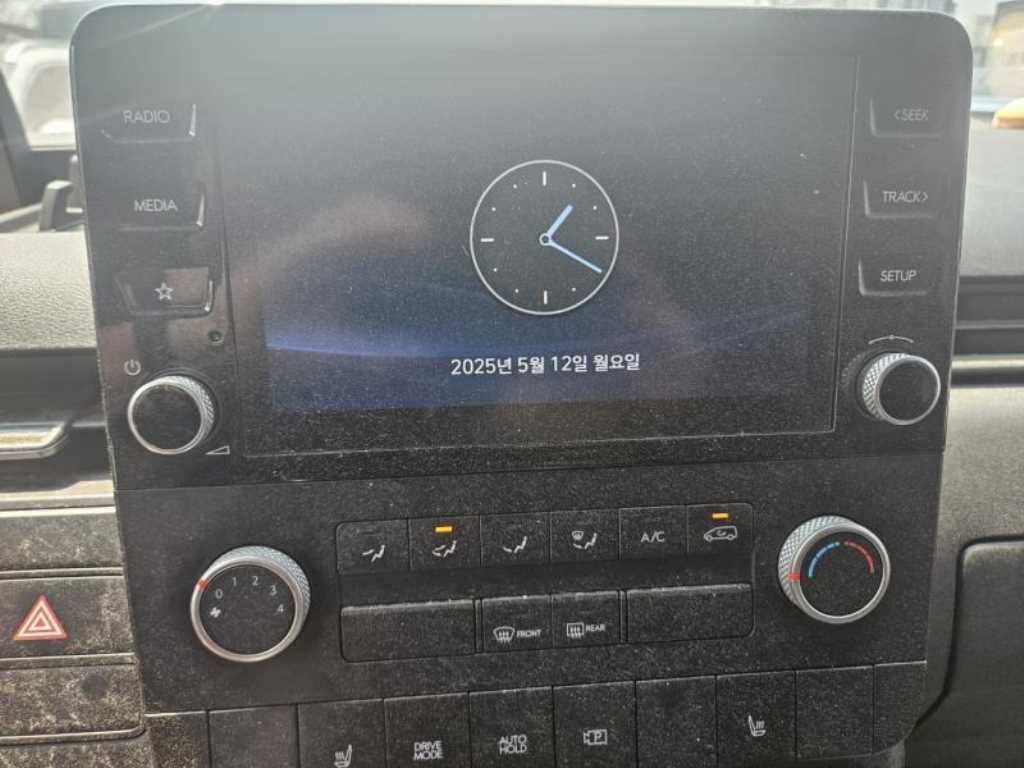 RADIO
<SEEK
MEDIA
TRACK>
SETUP
2025년 5월 12일 월요일
A/C
0 1 2 3 4
FRONT
REAR
DRIVE
MODE
AUTO
HOLD
P